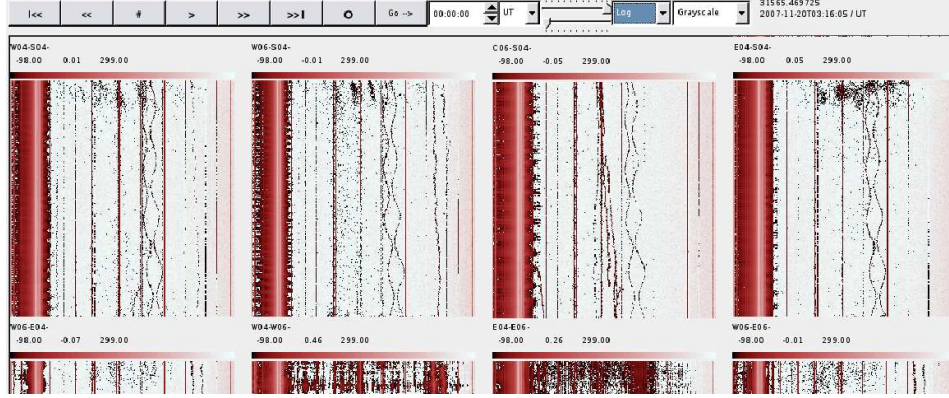 |<< << # > >> >>| O Go --> 00:00:00 UT Log Grayscale
31565.469725
2007-11-20T03:16:05 / UT
W04-S04-
-98.00 0.01 299.00
W06-S04-
-98.00 -0.01 299.00
C06-S04-
-98.00 -0.05 299.00
E04-S04-
-98.00 0.05 299.00
W06-E04-
-98.00 -0.07 299.00
W04-W06-
-98.00 0.46 299.00
E04-E06-
-98.00 0.26 299.00
W06-E06-
-98.00 -0.01 299.00